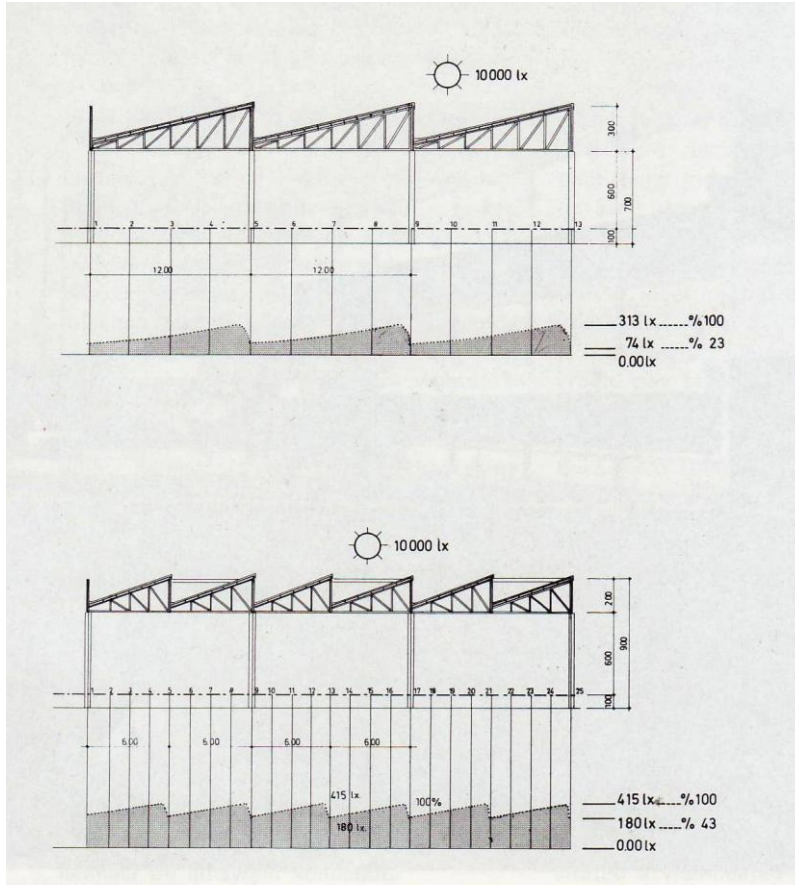 10000 lx
300
600
700
100
1 2 3 4 5 6 7 8 9 10 11 12 13
12.00 12.00
313 lx ...... %100
74 lx ...... % 23
0.00 lx
10000 lx
200
600
900
100
1 2 3 4 5 6 7 8 9 10 11 12 13 14 15 16 17 18 19 20 21 22 23 24 25
6.00 6.00 6.00 6.00
415 lx. 100%
180 lx.
415 lx ...... %100
180 lx ...... % 43
0.00 lx